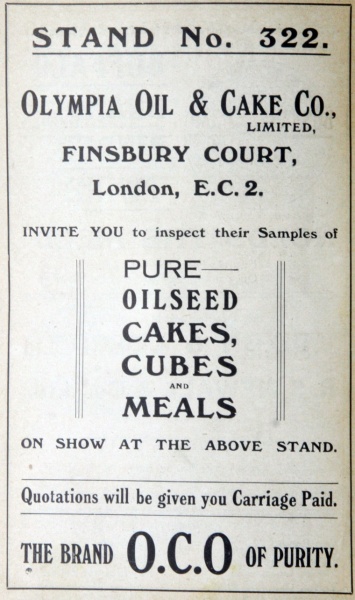 STAND No. 322.
OLYMPIA OIL & CAKE CO.,
LIMITED,
FINSBURY COURT,
London, E.C. 2.
INVITE YOU to inspect their Samples of
PURE—
OILSEED
CAKES,
CUBES
AND
MEALS
ON SHOW AT THE ABOVE STAND.
Quotations will be given you Carriage Paid.
THE BRAND O.C.O OF PURITY.